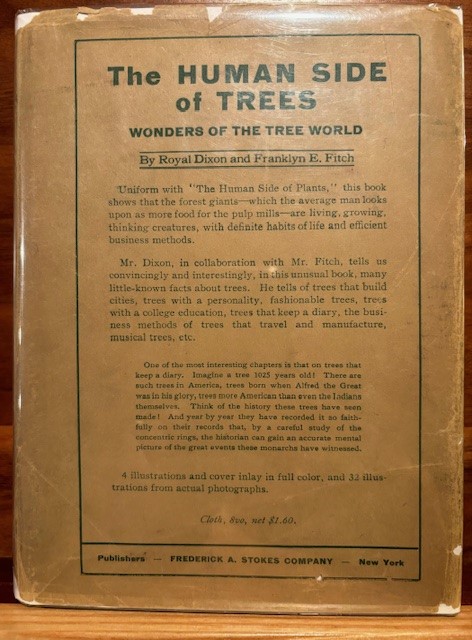 The HUMAN SIDE
of TREES
WONDERS OF THE TREE WORLD
By Royal Dixon and Franklyn E. Fitch
Uniform with "The Human Side of Plants," this book
shows that the forest giants—which the average man looks
upon as more food for the pulp mills—are living, growing,
thinking creatures, with definite habits of life and efficient
business methods.
Mr. Dixon, in collaboration with Mr. Fitch, tells us
convincingly and interestingly, in this unusual book, many
little-known facts about trees. He tells of trees that build
cities, trees with a personality, fashionable trees, trees
with a college education, trees that keep a diary, the busi-
ness methods of trees that travel and manufacture,
musical trees, etc.
One of the most interesting chapters is that on trees that
keep a diary. Imagine a tree 1025 years old! There are
such trees in America, trees born when Alfred the Great
was in his glory, trees more American than even the Indians
themselves. Think of the history these trees have seen
made! And year by year they have recorded it so faith-
fully on their records that, by a careful study of the
concentric rings, the historian can gain an accurate mental
picture of the great events these monarchs have witnessed.
4 illustrations and cover inlay in full color, and 32 illus-
trations from actual photographs.
Cloth, 8vo, net $1.60.
Publishers — FREDERICK A. STOKES COMPANY — New York